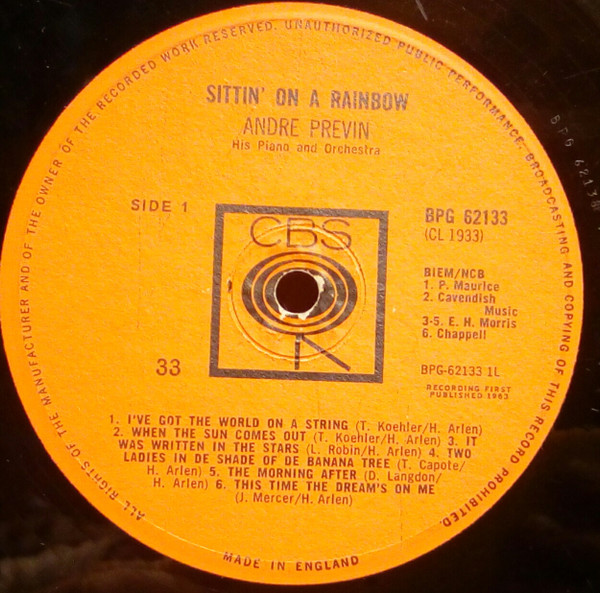 ALL RIGHTS OF THE MANUFACTURER AND OF THE OWNER OF THE RECORDED WORK RESERVED. UNAUTHORIZED PUBLIC PERFORMANCE, BROADCASTING AND COPYING OF THIS RECORD PROHIBITED.
SITTIN' ON A RAINBOW
ANDRE PREVIN
His Piano and Orchestra
SIDE 1
BPG 62133
(CL 1933)
CBS
BIEM/NCB
1. P. Maurice
2. Cavendish
Music
3-5. E. H. Morris
6. Chappell
33
BPG-62133 1L
RECORDING FIRST
PUBLISHED 1963
1. I'VE GOT THE WORLD ON A STRING (T. Koehler/H. Arlen)
2. WHEN THE SUN COMES OUT (T. Koehler/H. Arlen) 3. IT
WAS WRITTEN IN THE STARS (L. Robin/H. Arlen) 4. TWO
LADIES IN DE SHADE OF DE BANANA TREE (T. Capote/
H. Arlen) 5. THE MORNING AFTER (D. Langdon/
H. Arlen) 6. THIS TIME THE DREAM'S ON ME
(J. Mercer/H. Arlen)
MADE IN ENGLAND